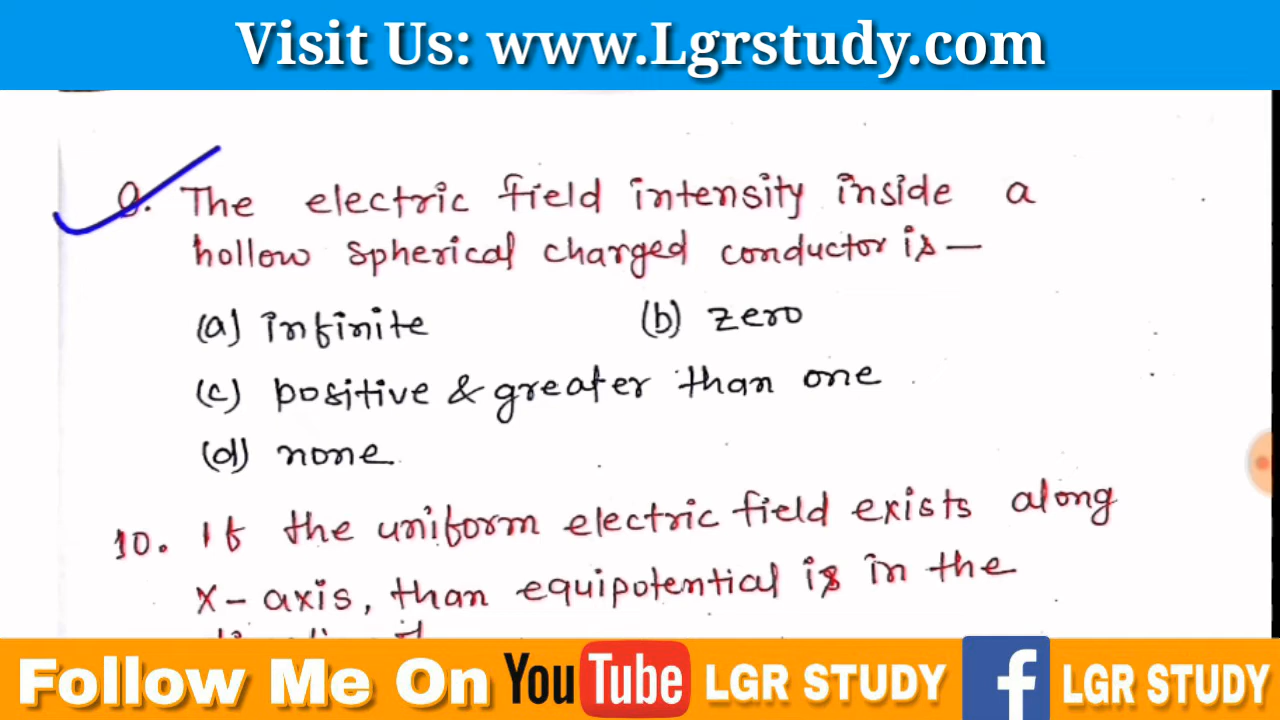 Visit Us: www.Lgrstudy.com
9. The electric field intensity inside a
hollow spherical charged conductor is —
(a) infinite (b) zero
(c) positive & greater than one
(d) none
10. If the uniform electric field exists along
X-axis, than equipotential is in the
Follow Me On YouTube LGR STUDY f LGR STUDY